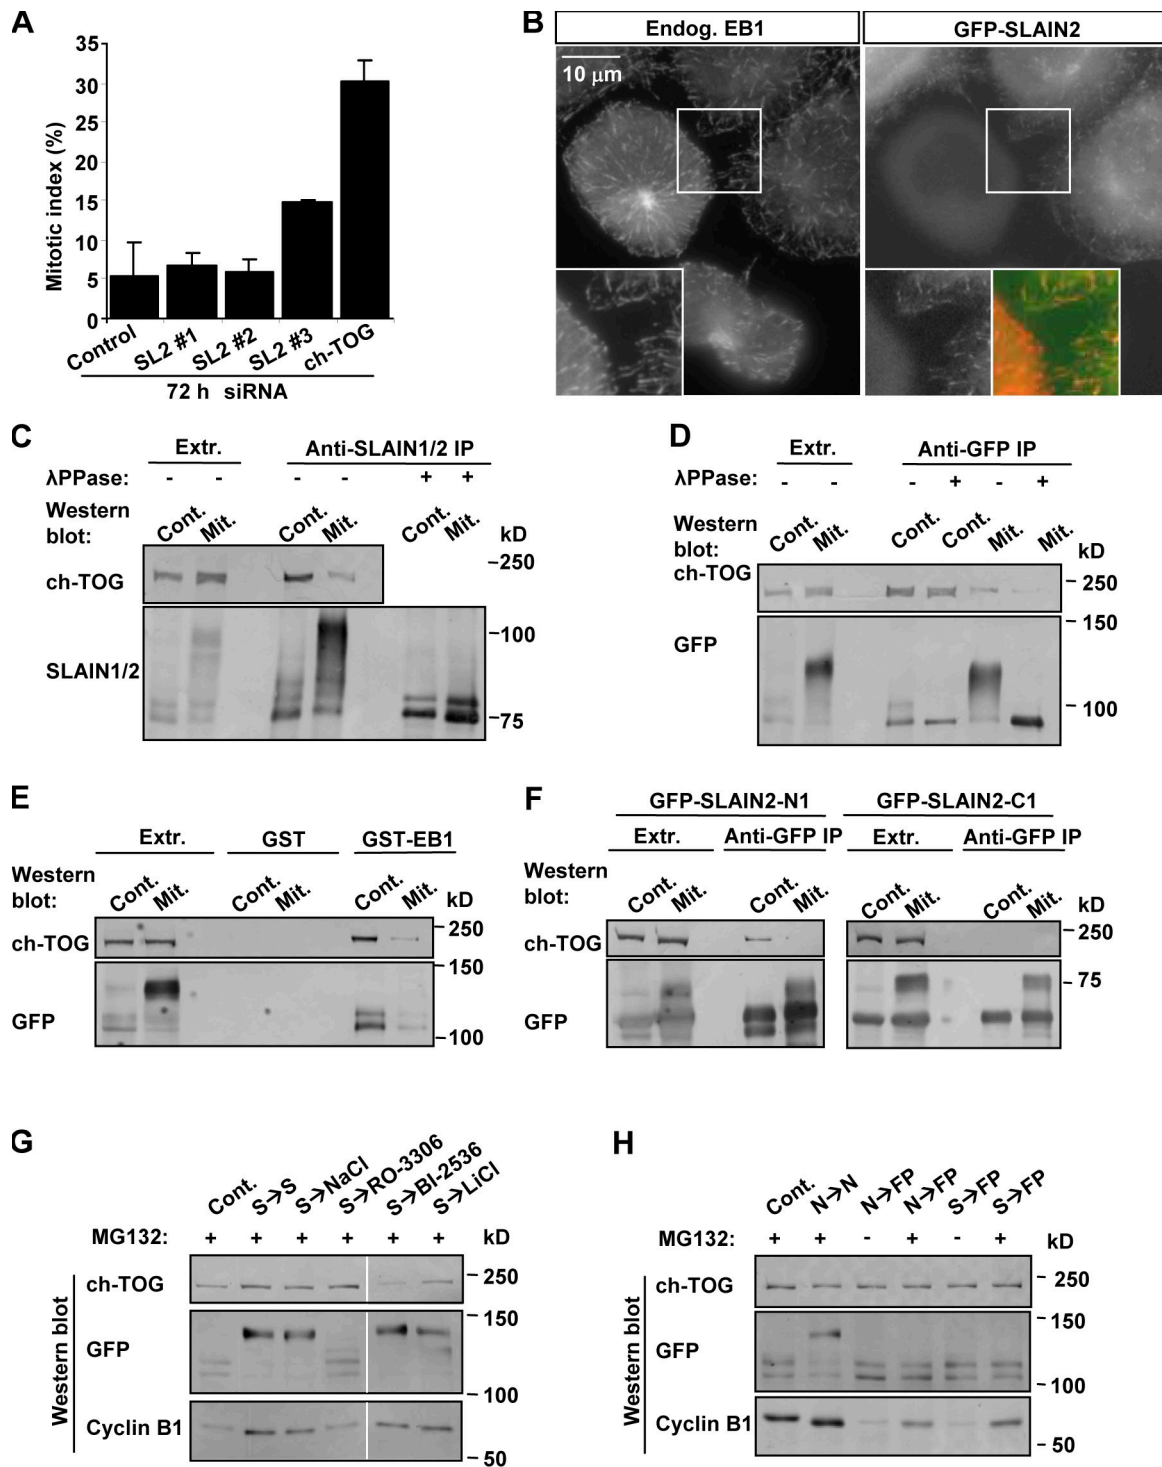 A
35
30
25
20
15
10
5
0
Mitotic index (%)
Control
SL2 #1
SL2 #2
SL2 #3
ch-TOG
72 h siRNA
B
Endog. EB1
GFP-SLAIN2
10 μm
C
Extr.
Anti-SLAIN1/2 IP
λPPase: - - - - + +
Western blot:
Cont. Mit. Cont. Mit. Cont. Mit.
kD
ch-TOG
250
SLAIN1/2
100
75
D
Extr.
Anti-GFP IP
λPPase: - - - + - +
Western blot:
Cont. Mit. Cont. Cont. Mit. Mit.
kD
ch-TOG
250
150
GFP
100
E
Extr.
GST
GST-EB1
Western blot:
Cont. Mit. Cont. Mit. Cont. Mit.
kD
ch-TOG
250
150
GFP
100
F
GFP-SLAIN2-N1
GFP-SLAIN2-C1
Extr.
Anti-GFP IP
Extr.
Anti-GFP IP
Western blot:
Cont. Mit. Cont. Mit. Cont. Mit. Cont. Mit.
kD
ch-TOG
250
75
GFP
G
Cont.
S→S
S→NaCl
S→RO-3306
S→BI-2536
S→LiCl
MG132: + + + + + +
kD
Western blot
ch-TOG
250
150
GFP
100
Cyclin B1
50
H
Cont.
N→N
N→FP
N→FP
S→FP
S→FP
MG132: + + - + - +
kD
Western blot
ch-TOG
250
150
GFP
100
Cyclin B1
50